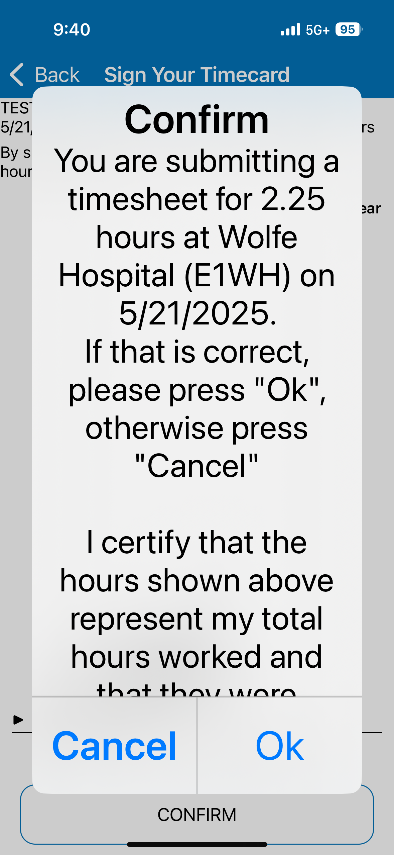 9:40
5G+ 95
Back Sign Your Timecard
5/21,
By s
hour
ear
Confirm
You are submitting a
timesheet for 2.25
hours at Wolfe
Hospital (E1WH) on
5/21/2025.
If that is correct,
please press "Ok",
otherwise press
"Cancel"
I certify that the
hours shown above
represent my total
hours worked and
that they were
Cancel Ok
CONFIRM